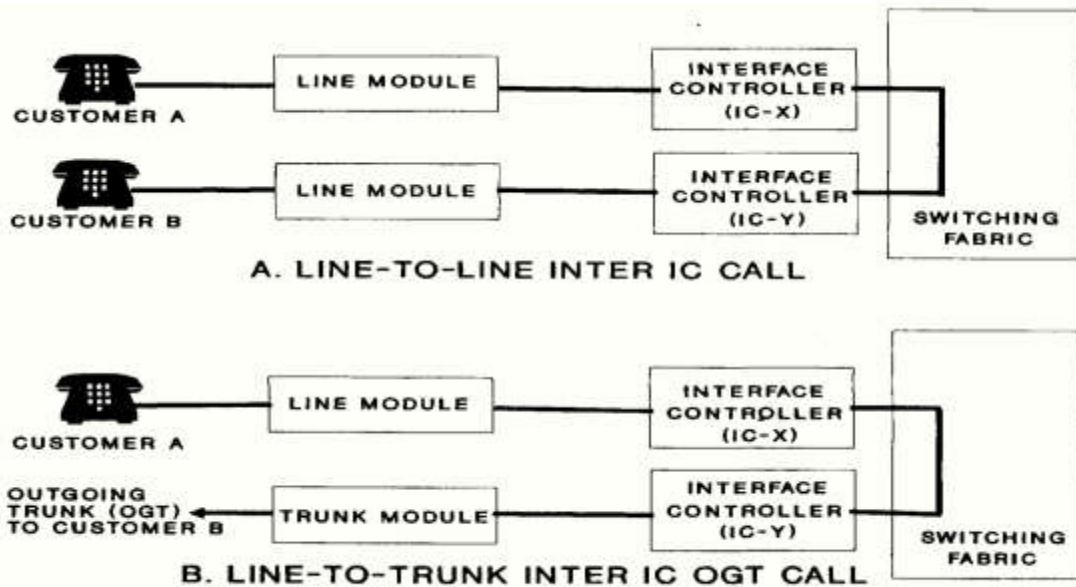 LINE MODULE
INTERFACE
CONTROLLER
(IC-X)
CUSTOMER A
LINE MODULE
INTERFACE
CONTROLLER
(IC-Y)
CUSTOMER B
SWITCHING
FABRIC
A. LINE-TO-LINE INTER IC CALL
LINE MODULE
INTERFACE
CONTROLLER
(IC-X)
CUSTOMER A
OUTGOING
TRUNK (OGT)
TO CUSTOMER B
TRUNK MODULE
INTERFACE
CONTROLLER
(IC-Y)
SWITCHING
FABRIC
B. LINE-TO-TRUNK INTER IC OGT CALL